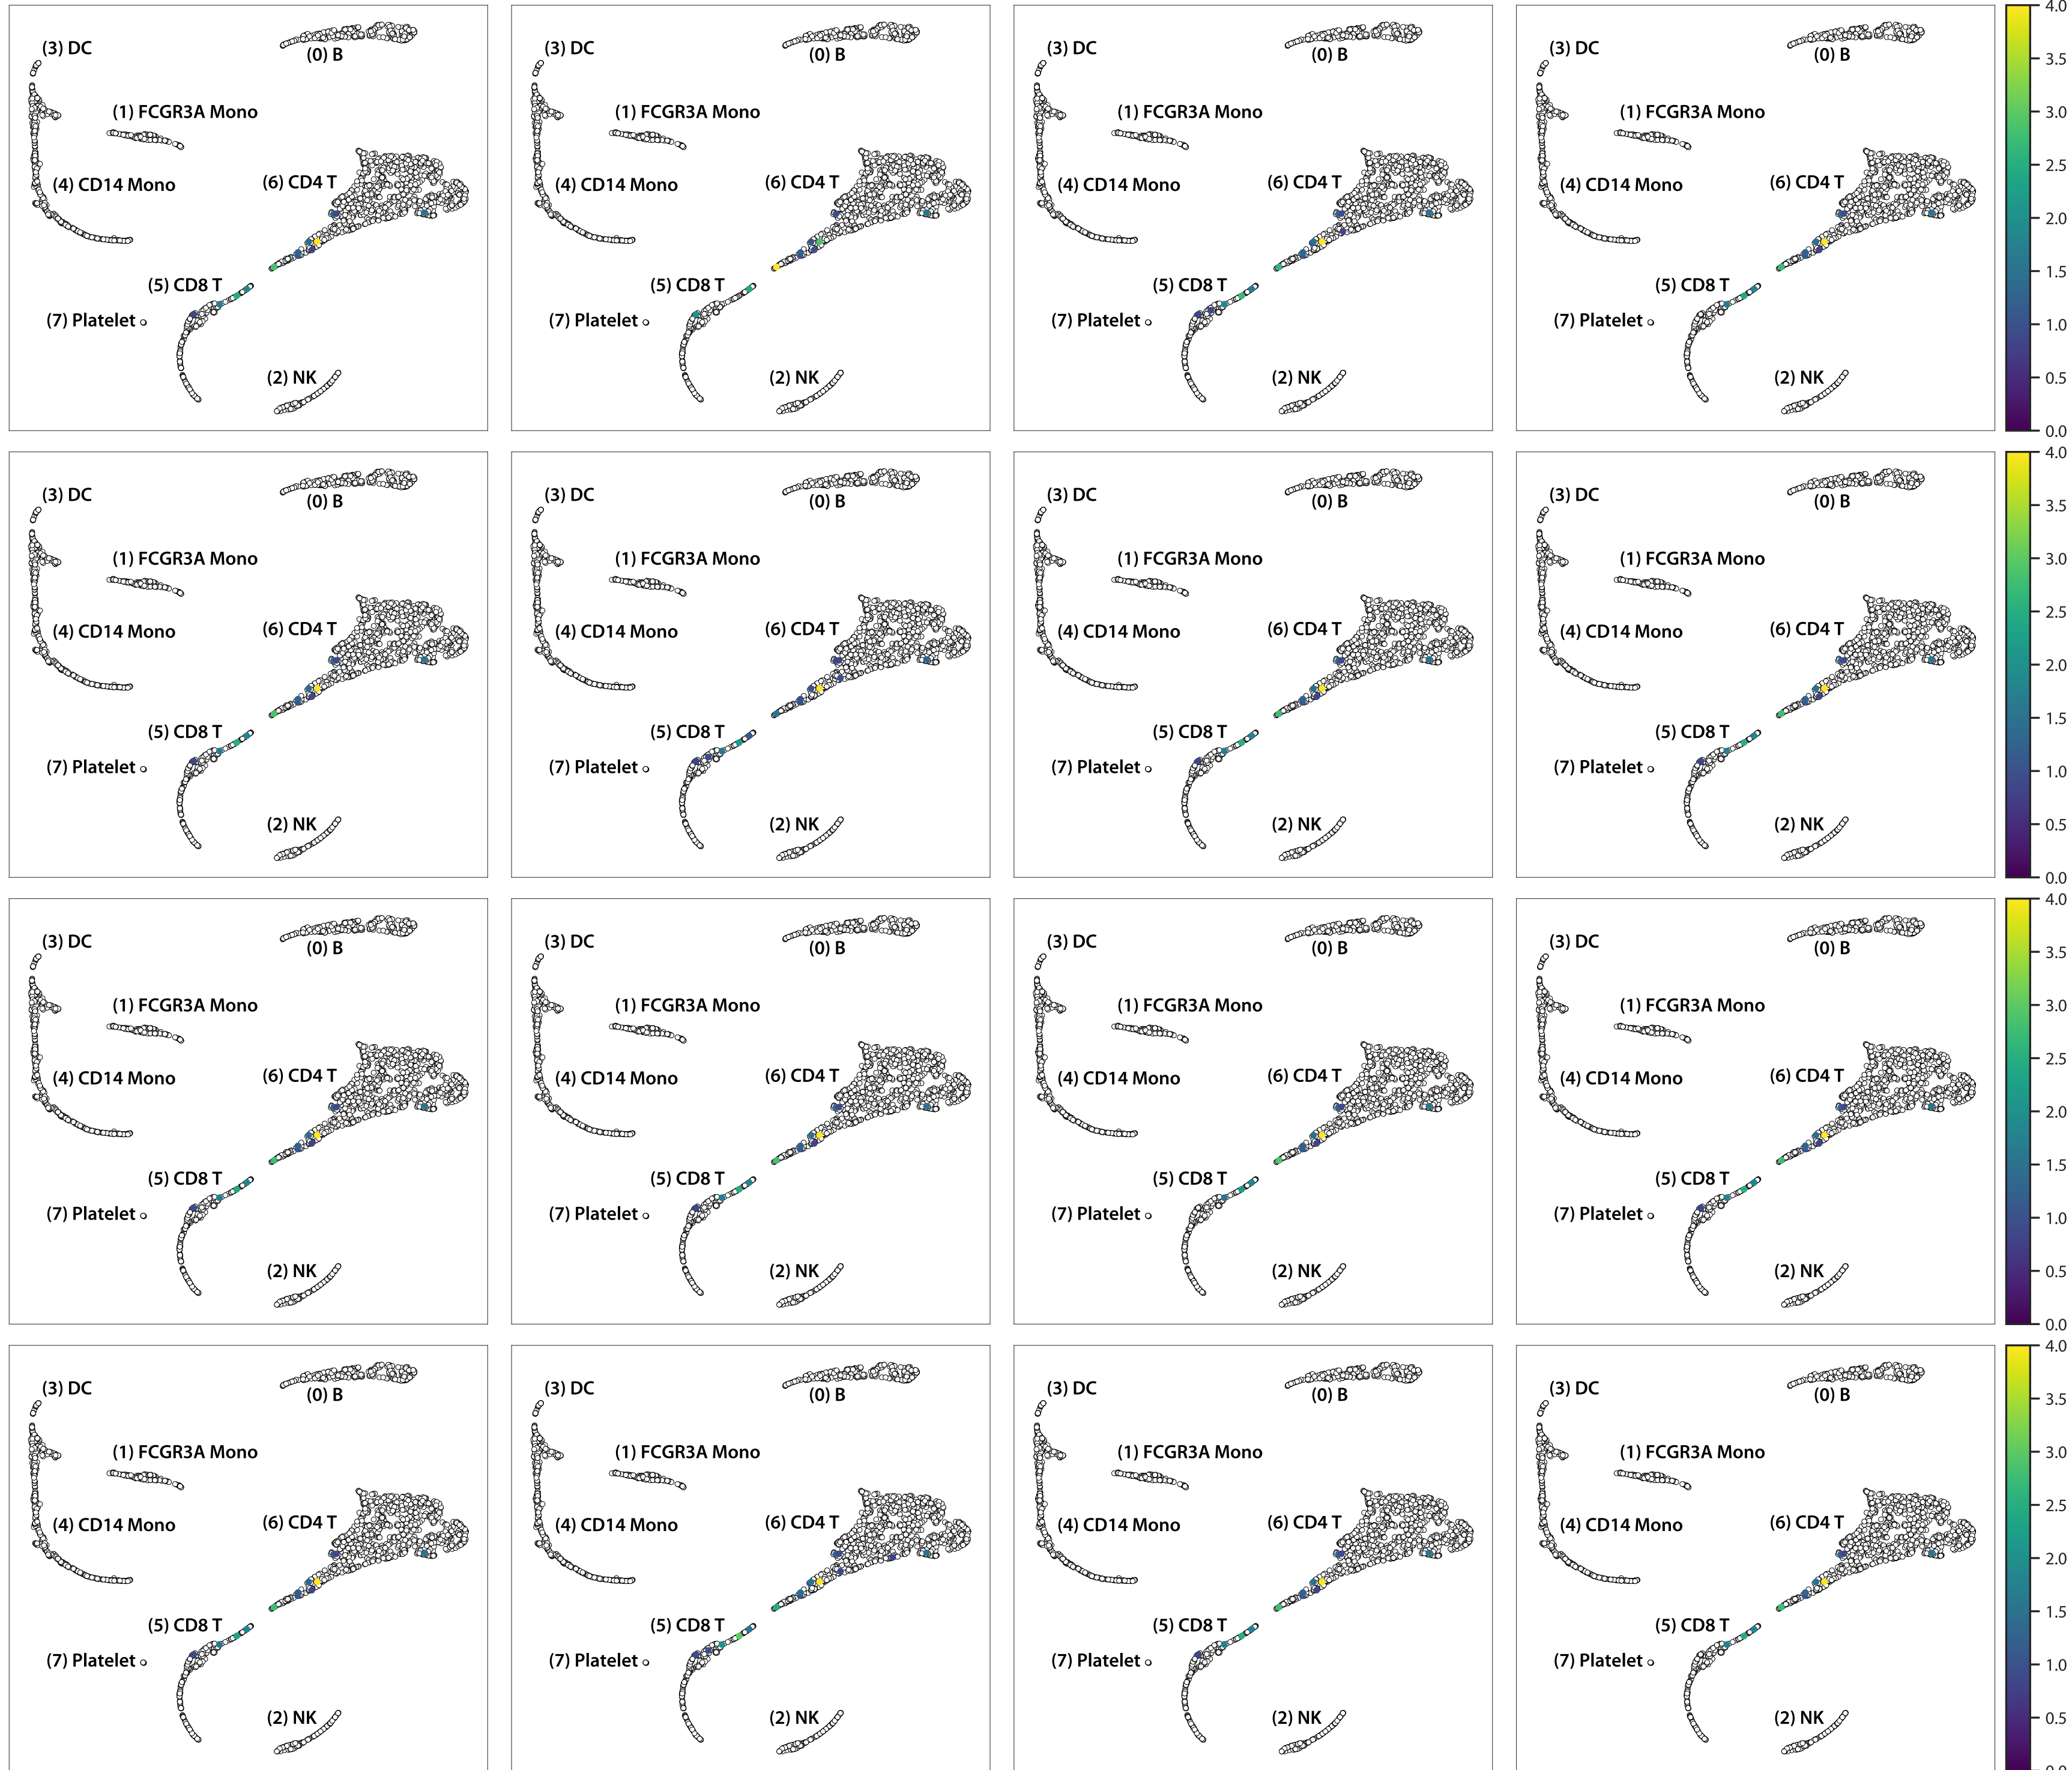 (3) DC
(0) B
(1) FCGR3A Mono
(4) CD14 Mono
(6) CD4 T
(5) CD8 T
(7) Platelet
(2) NK
(3) DC
(0) B
(1) FCGR3A Mono
(4) CD14 Mono
(6) CD4 T
(5) CD8 T
(7) Platelet
(2) NK
(3) DC
(0) B
(1) FCGR3A Mono
(4) CD14 Mono
(6) CD4 T
(5) CD8 T
(7) Platelet
(2) NK
(3) DC
(0) B
(1) FCGR3A Mono
(4) CD14 Mono
(6) CD4 T
(5) CD8 T
(7) Platelet
(2) NK
4.0
3.5
3.0
2.5
2.0
1.5
1.0
0.5
0.0
(3) DC
(0) B
(1) FCGR3A Mono
(4) CD14 Mono
(6) CD4 T
(5) CD8 T
(7) Platelet
(2) NK
(3) DC
(0) B
(1) FCGR3A Mono
(4) CD14 Mono
(6) CD4 T
(5) CD8 T
(7) Platelet
(2) NK
(3) DC
(0) B
(1) FCGR3A Mono
(4) CD14 Mono
(6) CD4 T
(5) CD8 T
(7) Platelet
(2) NK
(3) DC
(0) B
(1) FCGR3A Mono
(4) CD14 Mono
(6) CD4 T
(5) CD8 T
(7) Platelet
(2) NK
4.0
3.5
3.0
2.5
2.0
1.5
1.0
0.5
0.0
(3) DC
(0) B
(1) FCGR3A Mono
(4) CD14 Mono
(6) CD4 T
(5) CD8 T
(7) Platelet
(2) NK
(3) DC
(0) B
(1) FCGR3A Mono
(4) CD14 Mono
(6) CD4 T
(5) CD8 T
(7) Platelet
(2) NK
(3) DC
(0) B
(1) FCGR3A Mono
(4) CD14 Mono
(6) CD4 T
(5) CD8 T
(7) Platelet
(2) NK
(3) DC
(0) B
(1) FCGR3A Mono
(4) CD14 Mono
(6) CD4 T
(5) CD8 T
(7) Platelet
(2) NK
4.0
3.5
3.0
2.5
2.0
1.5
1.0
0.5
0.0
(3) DC
(0) B
(1) FCGR3A Mono
(4) CD14 Mono
(6) CD4 T
(5) CD8 T
(7) Platelet
(2) NK
(3) DC
(0) B
(1) FCGR3A Mono
(4) CD14 Mono
(6) CD4 T
(5) CD8 T
(7) Platelet
(2) NK
(3) DC
(0) B
(1) FCGR3A Mono
(4) CD14 Mono
(6) CD4 T
(5) CD8 T
(7) Platelet
(2) NK
(3) DC
(0) B
(1) FCGR3A Mono
(4) CD14 Mono
(6) CD4 T
(5) CD8 T
(7) Platelet
(2) NK
4.0
3.5
3.0
2.5
2.0
1.5
1.0
0.5